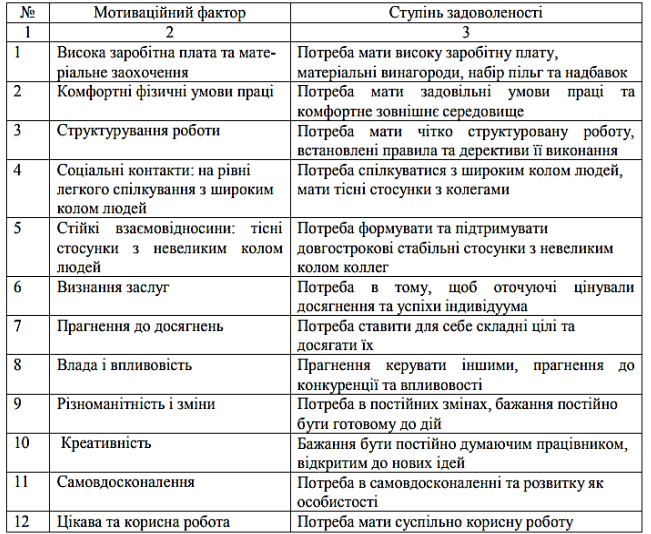 № Мотиваційний фактор Ступінь задоволеності
1 2 3
1 Висока заробітна плата та мате- Потреба мати високу заробітну плату,
ріальне заохочення матеріальні винагороди, набір пільг та надбавок
2 Комфортні фізичні умови праці Потреба мати задовільні умови праці та
комфортне зовнішнє середовище
3 Структурування роботи Потреба мати чітко структуровану роботу,
встановлені правила та дерективи її виконання
4 Соціальні контакти: на рівні Потреба спілкуватися з широким колом людей,
легкого спілкування з широким мати тісні стосунки з колегами
колом людей
5 Стійкі взаємовідносини: тісні Потреба формувати та підтримувати
стосунки з невеликим колом довгострокові стабільні стосунки з невеликим
людей колом коллег
6 Визнання заслуг Потреба в тому, щоб оточуючі цінували
досягнення та успіхи індивідуума
7 Прагнення до досягнень Потреба ставити для себе складні цілі та
досягати їх
8 Влада і впливовість Прагнення керувати іншими, прагнення до
конкуренції та впливовості
9 Різноманітність і зміни Потреба в постійних змінах, бажання постійно
бути готовому до дій
10 Креативність Бажання бути постійно думаючим працівником,
відкритим до нових ідей
11 Самовдосконалення Потреба в самовдосконаленні та розвитку як
особистості
12 Цікава та корисна робота Потреба мати суспільно корисну роботу